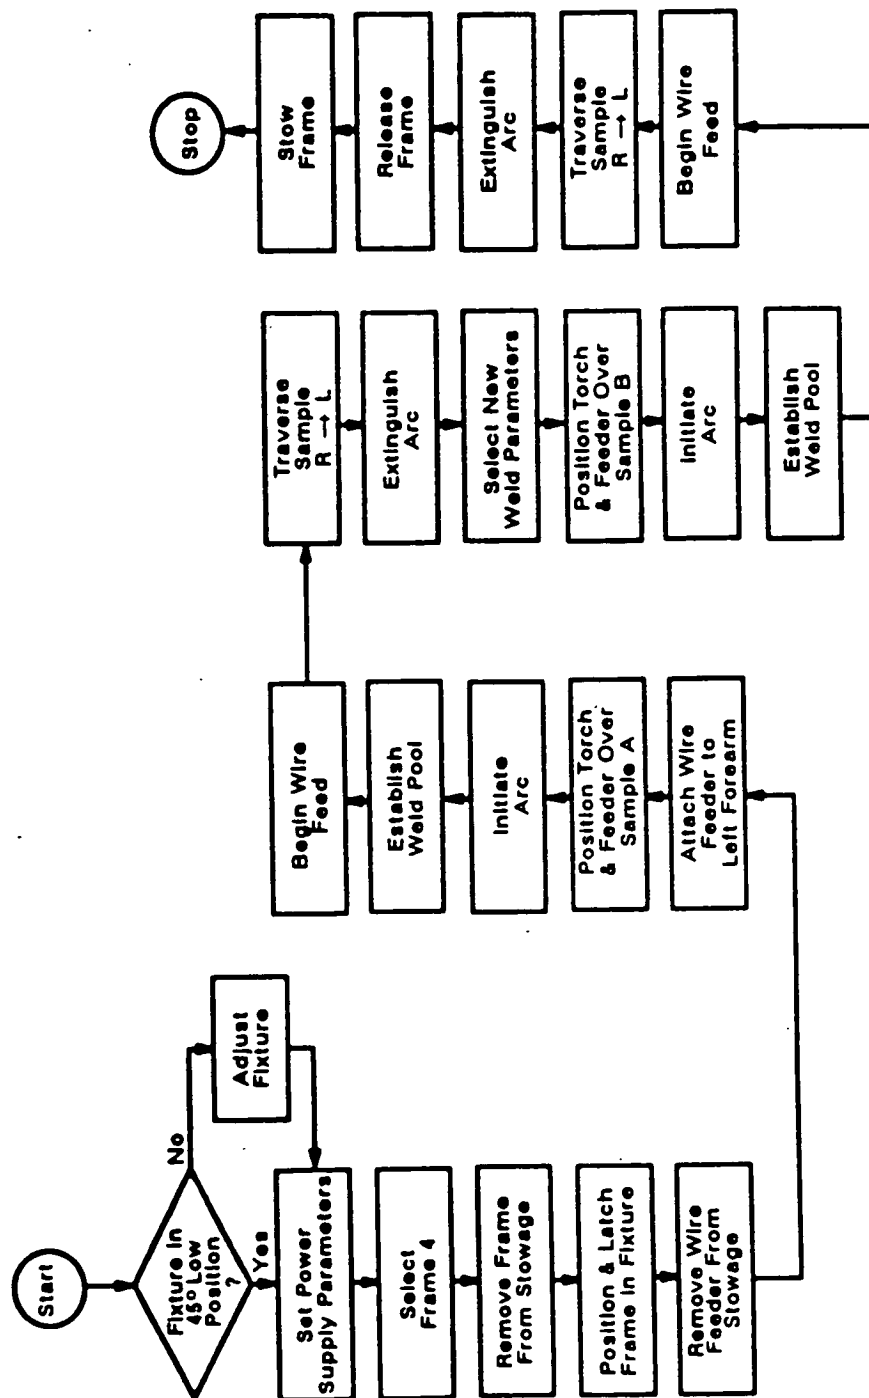 Start
Fixture in
45° Low
Position
?
No
Adjust
Fixture
Yes
Set Power
Supply Parameters
Select
Frame 4
Remove Frame
From Stowage
Position & Latch
Frame in Fixture
Remove Wire
Feeder From
Stowage
Attach Wire
Feeder to
Left Forearm
Position Torch
& Feeder Over
Sample A
Initiate
Arc
Establish
Weld Pool
Begin Wire
Feed
Traverse
Sample
R → L
Extinguish
Arc
Select New
Weld Parameters
Position Torch
& Feeder Over
Sample B
Initiate
Arc
Establish
Weld Pool
Begin Wire
Feed
Traverse
Sample
R → L
Extinguish
Arc
Release
Frame
Stow
Frame
Stop